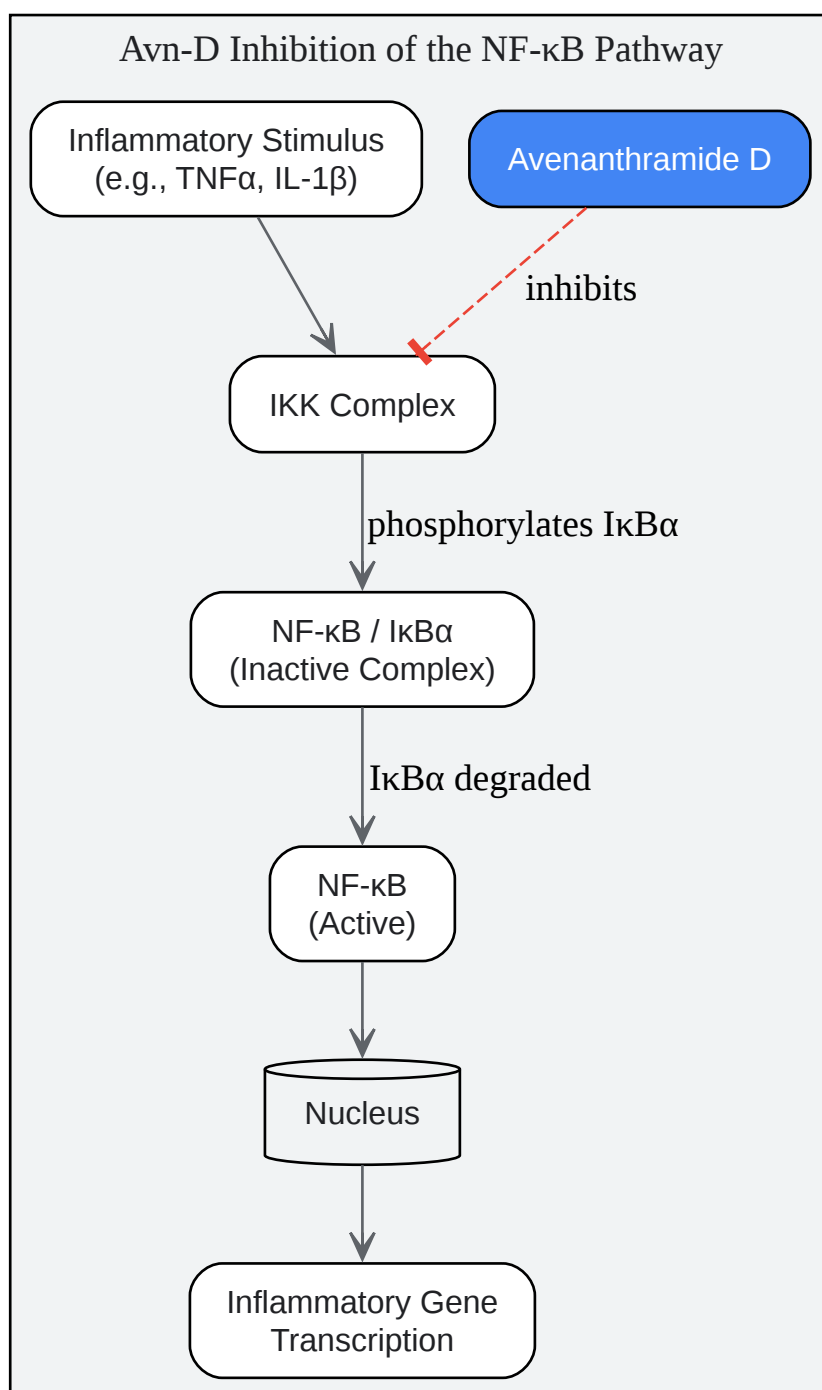 Avn-D Inhibition of the NF-κB Pathway
Inflammatory Stimulus
(e.g., TNFα, IL-1β)
Avenanthramide D
inhibits
IKK Complex
phosphorylates IκBα
NF-κB / IκBα
(Inactive Complex)
IκBα degraded
NF-κB
(Active)
Nucleus
Inflammatory Gene
Transcription